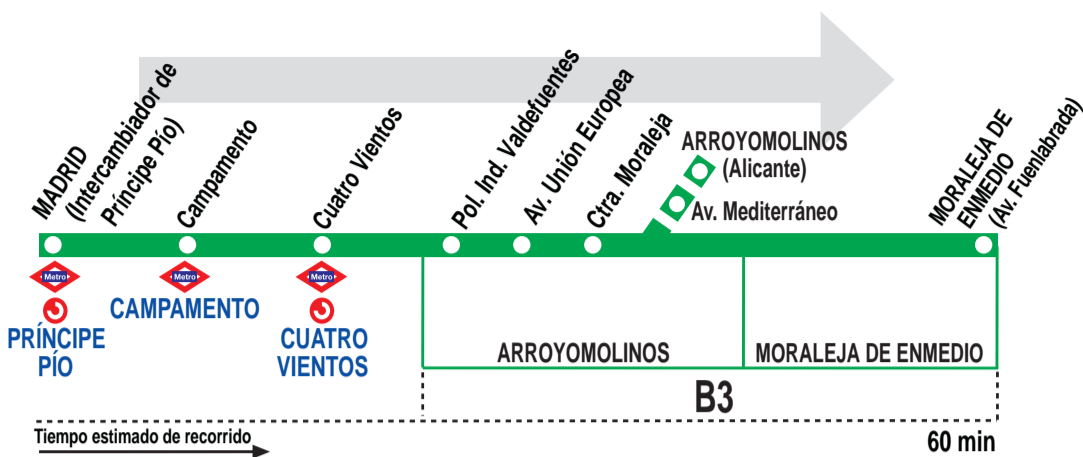 MADRID
(Intercambiador de
Príncipe Pío)
Campamento
Cuatro Vientos
Pol. Ind. Valdefuentes
Av. Unión Europea
Ctra. Moraleja
ARROYOMOLINOS
(Alicante)
Av. Mediterráneo
MORALEJA DE
ENMEDIO
(Av. Fuenlabrada)
Metro
Metro
Metro
PRÍNCIPE
PÍO
CAMPAMENTO
CUATRO
VIENTOS
ARROYOMOLINOS
MORALEJA DE ENMEDIO
B3
Tiempo estimado de recorrido
60 min